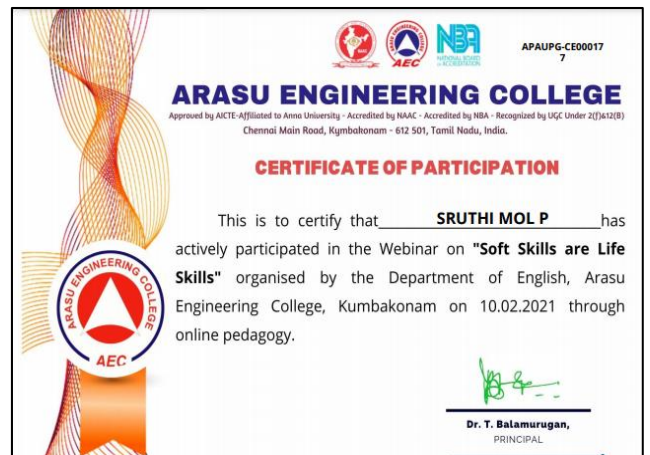 NBA
NATIONAL BOARD
of ACCREDITATION
AEC
APAUPG-CE00017
7
ARASU ENGINEERING COLLEGE
Approved by AICTE-Affiliated to Anna University - Accredited by NAAC - Accredited by NBA - Recognized by UGC Under 2(f)&12(B)
Chennai Main Road, Kumbakonam - 612 501, Tamil Nadu, India.
CERTIFICATE OF PARTICIPATION
This is to certify that SRUTHI MOL P has
actively participated in the Webinar on "Soft Skills are Life
Skills" organised by the Department of English, Arasu
Engineering College, Kumbakonam on 10.02.2021 through
online pedagogy.
ARASU ENGINEERING COLLEGE
AEC
Dr. T. Balamurugan,
PRINCIPAL